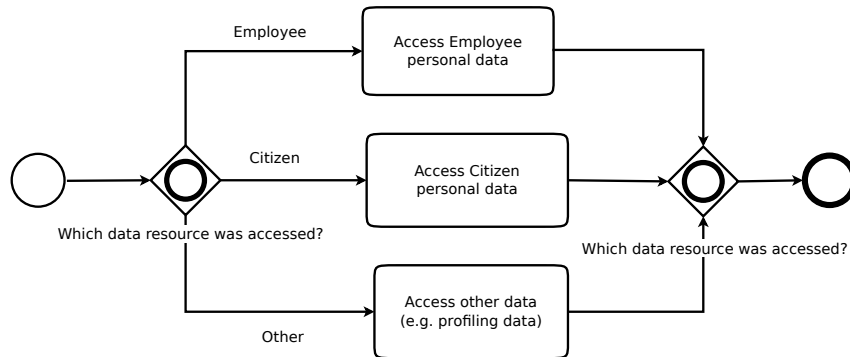 Employee
Access Employee
personal data
Citizen
Access Citizen
personal data
Which data resource was accessed?
Which data resource was accessed?
Access other data
(e.g. profiling data)
Other